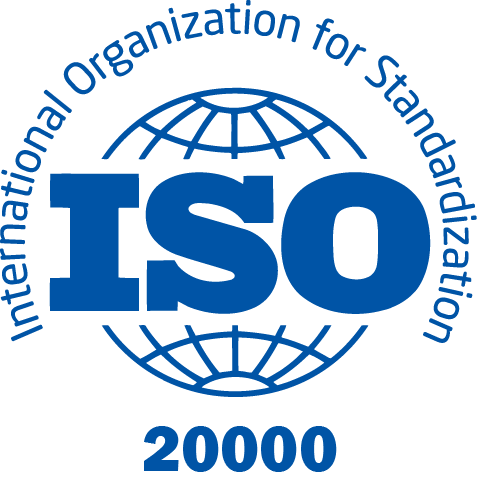 International Organization for Standardization
ISO
20000